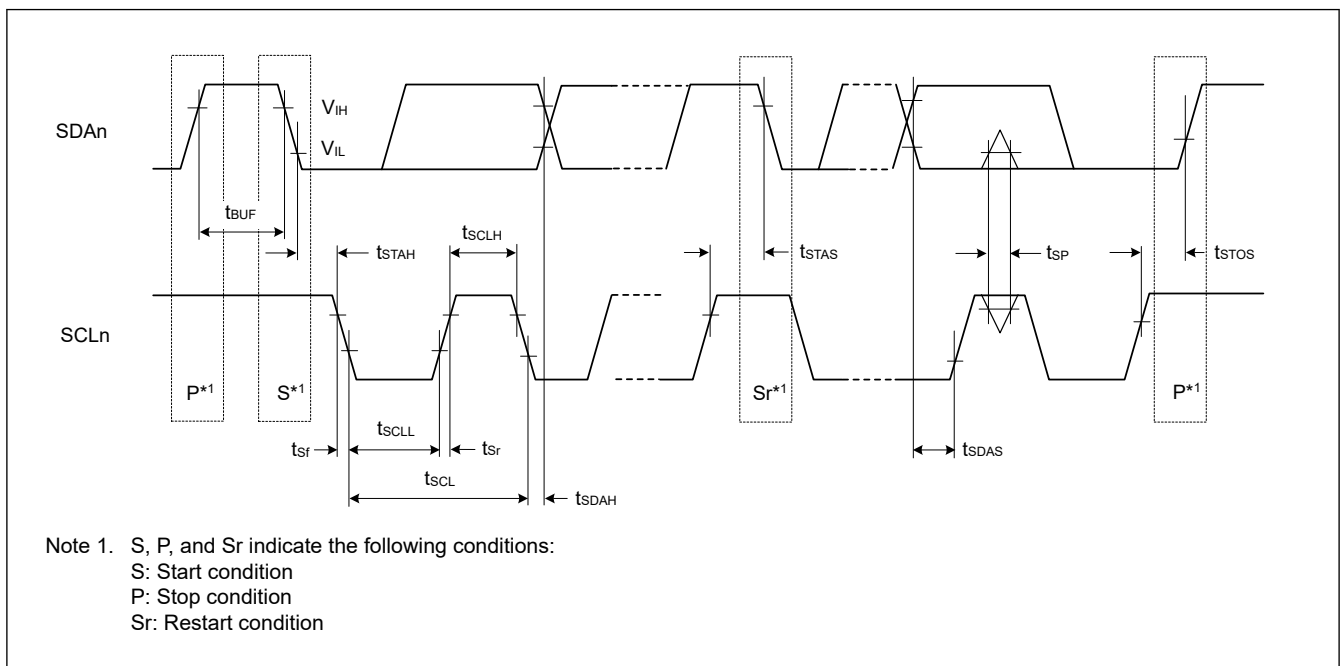 SDAn
VIH
VIL
tBUF
tSTAH
tSCLH
tSTAS
tSP
tSTOS
SCLn
P*1
S*1
Sr*1
P*1
tSf
tSCLL
tSr
tSDAS
tSCL
tSDAH
Note 1. S, P, and Sr indicate the following conditions:
S: Start condition
P: Stop condition
Sr: Restart condition